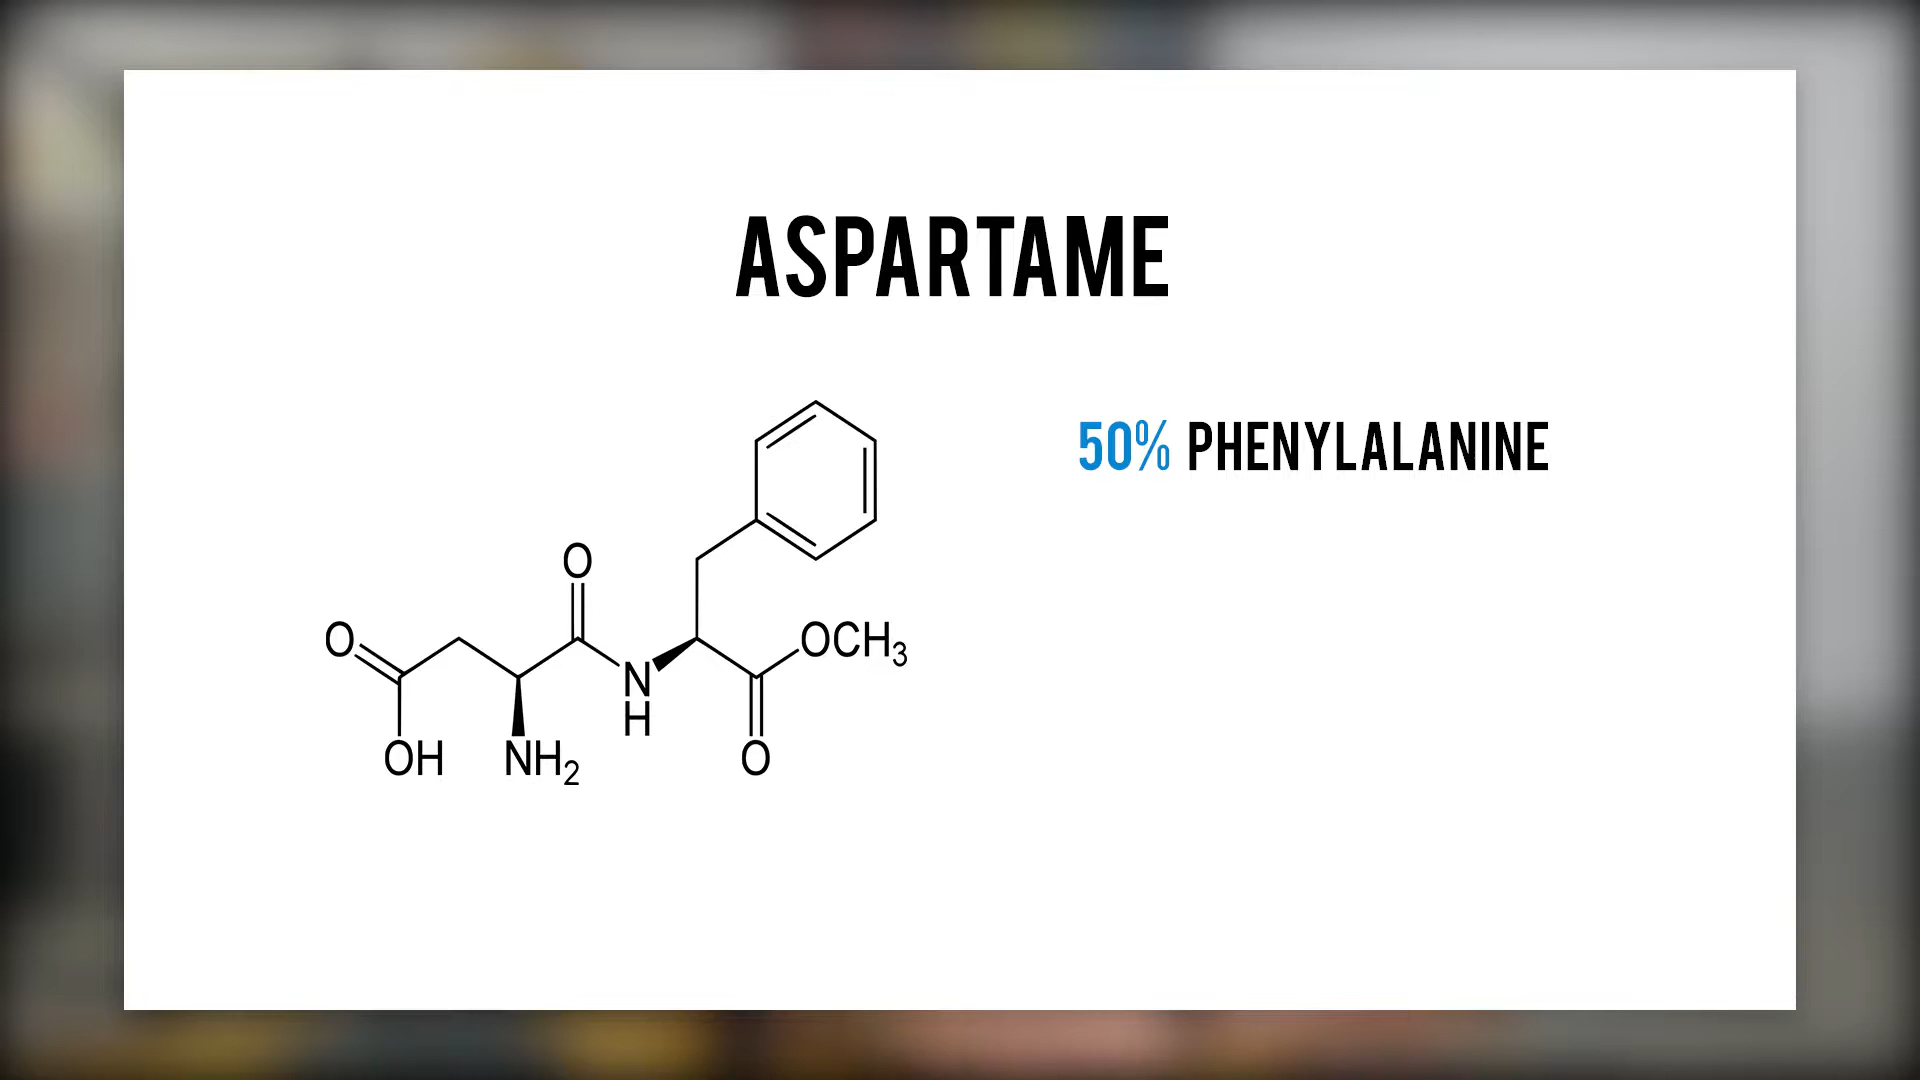 ASPARTAME
50% PHENYLALANINE
O
O
OCH₃
N
H
OH
NH₂
O